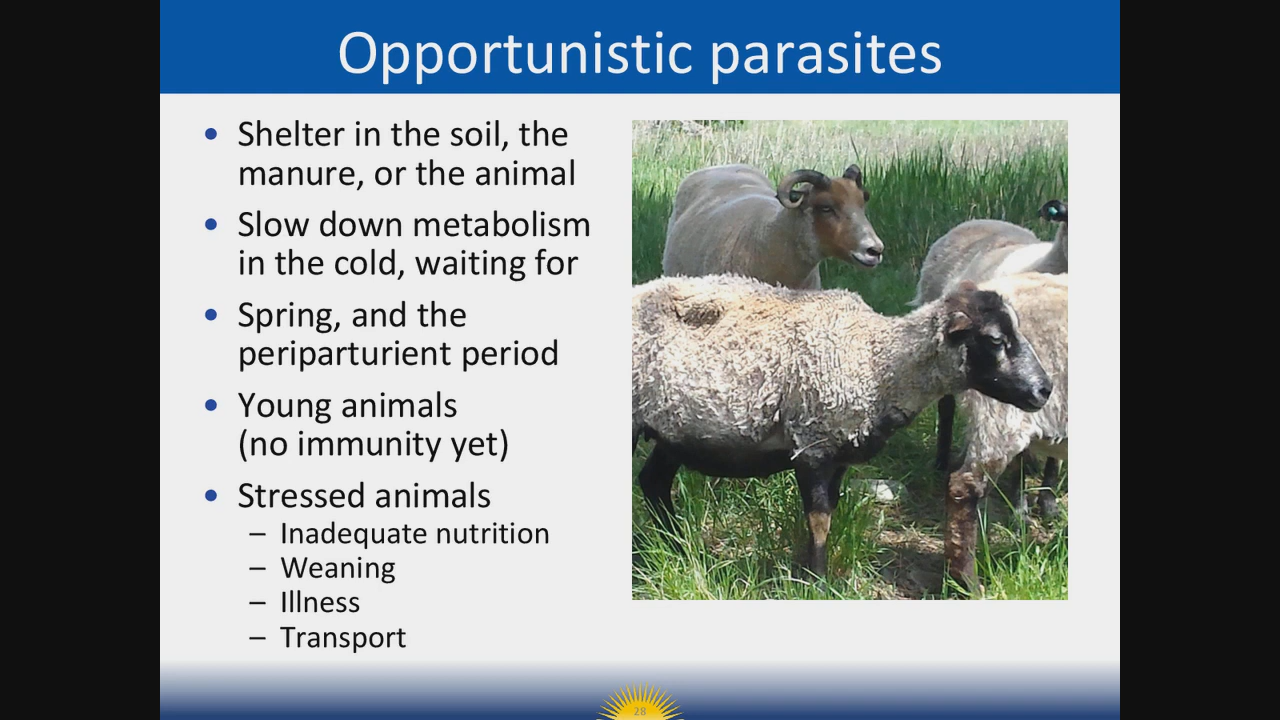 Opportunistic parasites
• Shelter in the soil, the
manure, or the animal
• Slow down metabolism
in the cold, waiting for
• Spring, and the
periparturient period
• Young animals
(no immunity yet)
• Stressed animals
– Inadequate nutrition
– Weaning
– Illness
– Transport
28